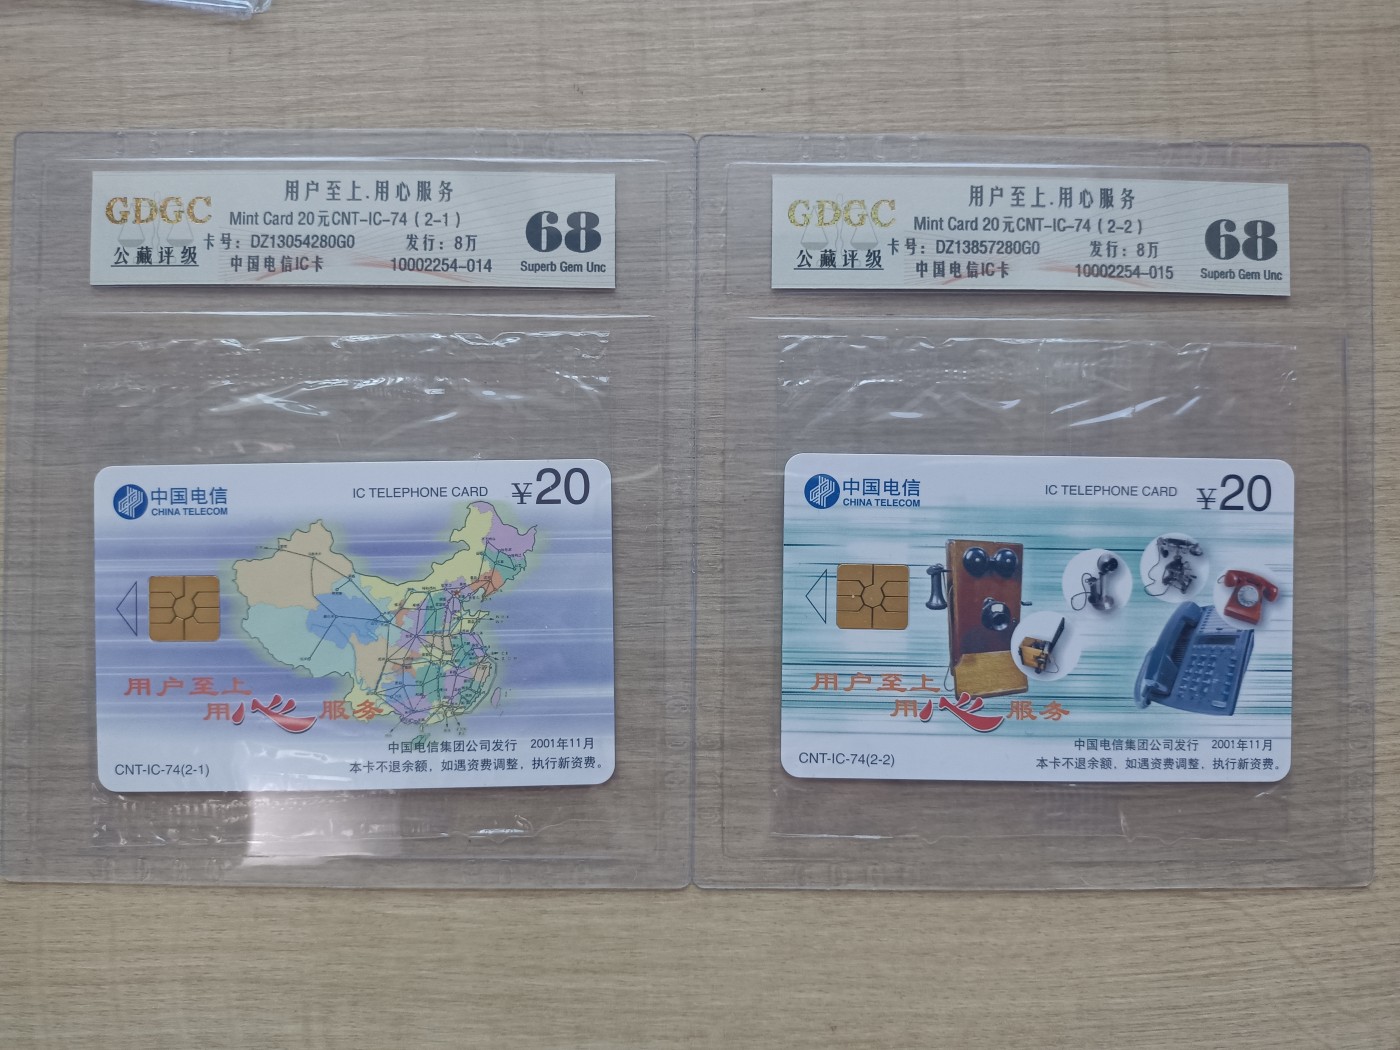 GDGC
公藏评级
用户至上.用心服务
Mint Card 20元CNT-IC-74 ( 2-1 )
卡号: DZ13054280G0 发行: 8万
中国电信IC卡 10002254-014
68
Superb Gem Unc
GDGC
公藏评级
用户至上.用心服务
Mint Card 20元CNT-IC-74 ( 2-2 )
卡号: DZ13857280G0 发行: 8万
中国电信IC卡 10002254-015
68
Superb Gem Unc
中国电信
CHINA TELECOM
IC TELEPHONE CARD ¥20
用户至上
用心服务
中国电信集团公司发行 2001年11月
CNT-IC-74(2-1)
本卡不退余额，如遇资费调整，执行新资费。
中国电信
CHINA TELECOM
IC TELEPHONE CARD ¥20
用户至上
用心服务
中国电信集团公司发行 2001年11月
CNT-IC-74(2-2)
本卡不退余额，如遇资费调整，执行新资费。